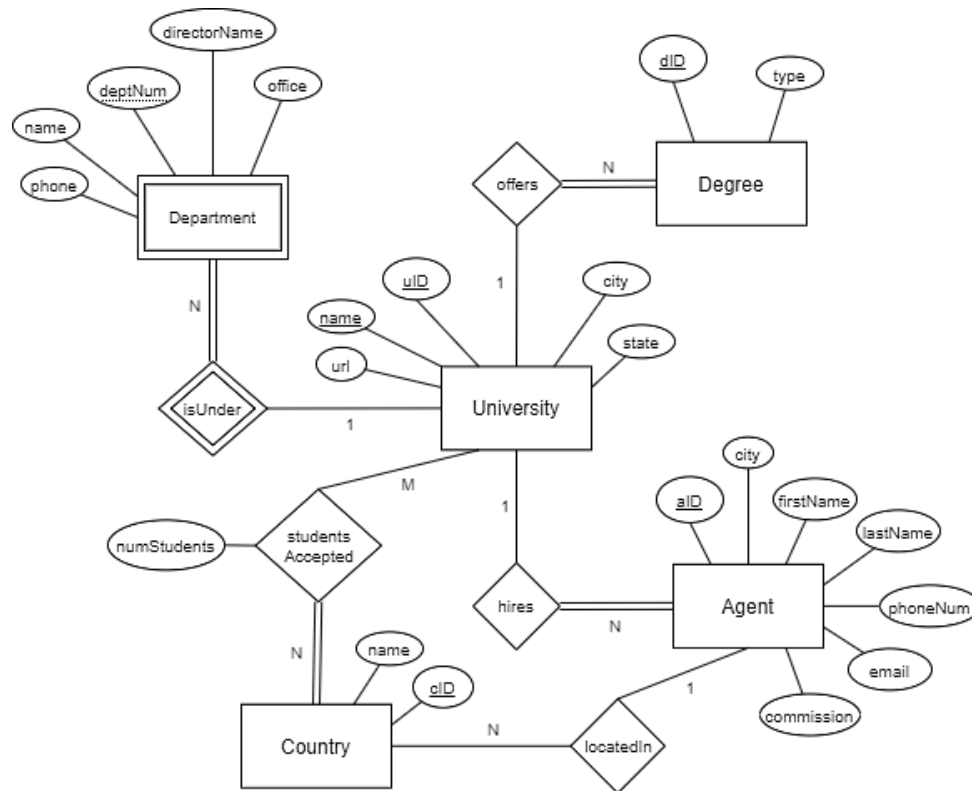 directorName
deptNum
office
name
phone
Department
N
isUnder
1
dID
type
Degree
N
offers
1
uID
name
url
city
state
University
M
students
Accepted
numStudents
N
name
cID
Country
1
hires
N
city
aID
firstName
lastName
phoneNum
email
commission
Agent
1
locatedIn
N